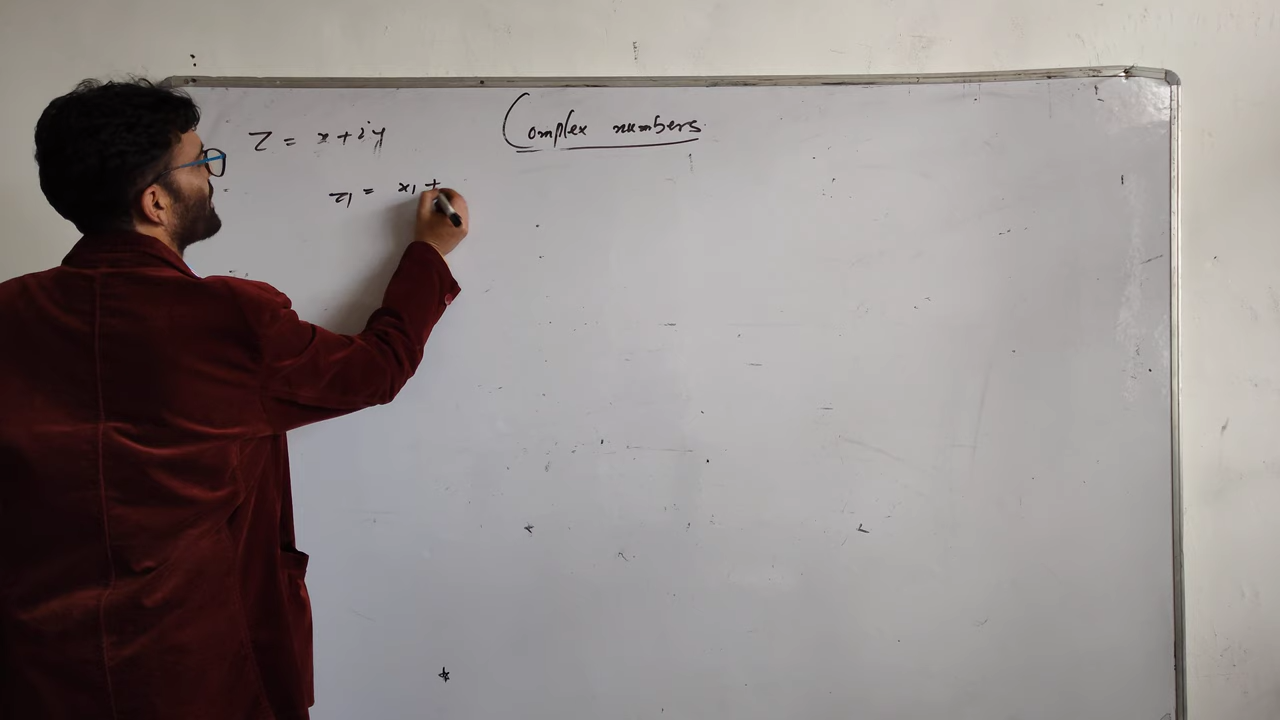 Complex numbers
Z = x + iy
z1 = x1 +